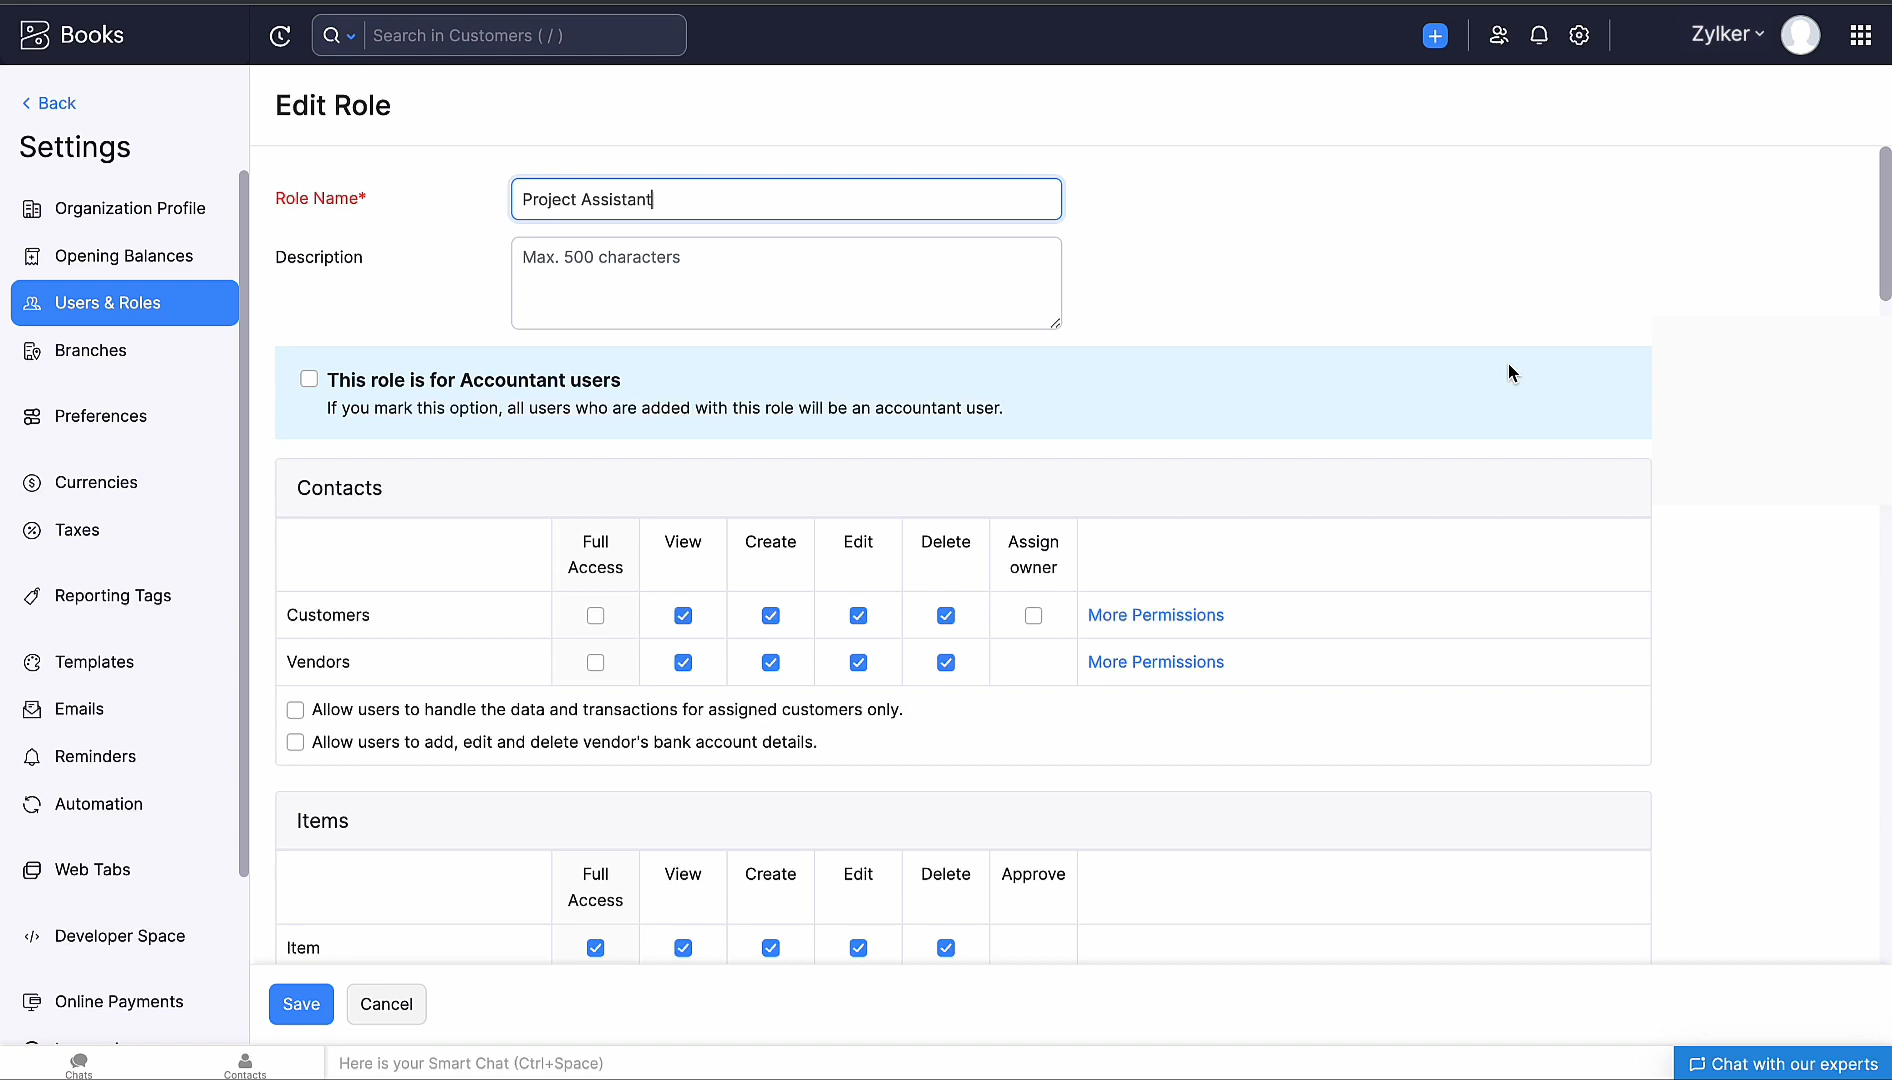 Books
Search in Customers ( / )
Zylker
Back
Settings
Organization Profile
Opening Balances
Users & Roles
Branches
Preferences
Currencies
Taxes
Reporting Tags
Templates
Emails
Reminders
Automation
Web Tabs
Developer Space
Online Payments
Edit Role
Role Name*
Project Assistant
Description
Max. 500 characters
This role is for Accountant users
If you mark this option, all users who are added with this role will be an accountant user.
Contacts
Full Access View Create Edit Delete Assign owner
Customers More Permissions
Vendors More Permissions
Allow users to handle the data and transactions for assigned customers only.
Allow users to add, edit and delete vendor's bank account details.
Items
Full Access View Create Edit Delete Approve
Item
Save Cancel
Chats
Contacts
Here is your Smart Chat (Ctrl+Space)
Chat with our experts